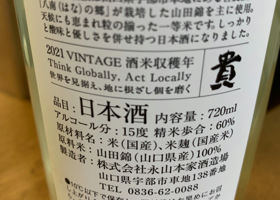 「八南(はな)の郷」が栽培した山田錦を主に使用。
天候にも恵まれ粒の揃った一等米です。しっかり
と酸味と優しさを併せ持つ日本酒になりました。
2021 VINTAGE 酒米収穫年
Think Globally, Act Locally
世界を見据え、地に根ざし個を磨く
貴
品目：日本酒 内容量：720ml
アルコール分：15度 精米歩合：60%
原材料名：米(国産)、米麹(国産米)
原料米：山田錦(山口県産)100%
製造者：株式会社永山本家酒造場
山口県宇部市車地138番地
TEL 0836-62-0088